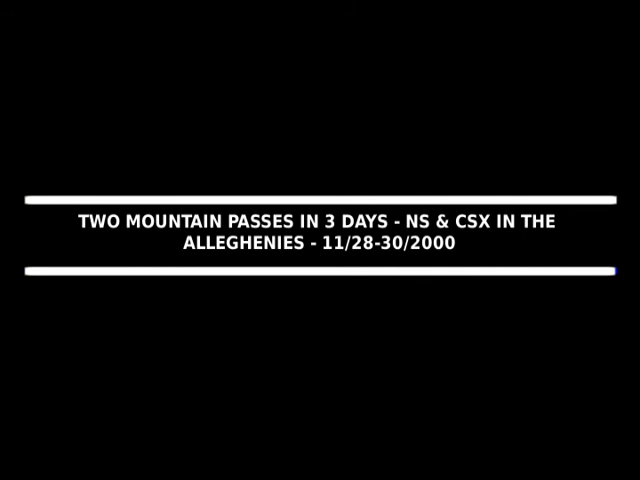 TWO MOUNTAIN PASSES IN 3 DAYS - NS & CSX IN THE
ALLEGHENIES - 11/28-30/2000